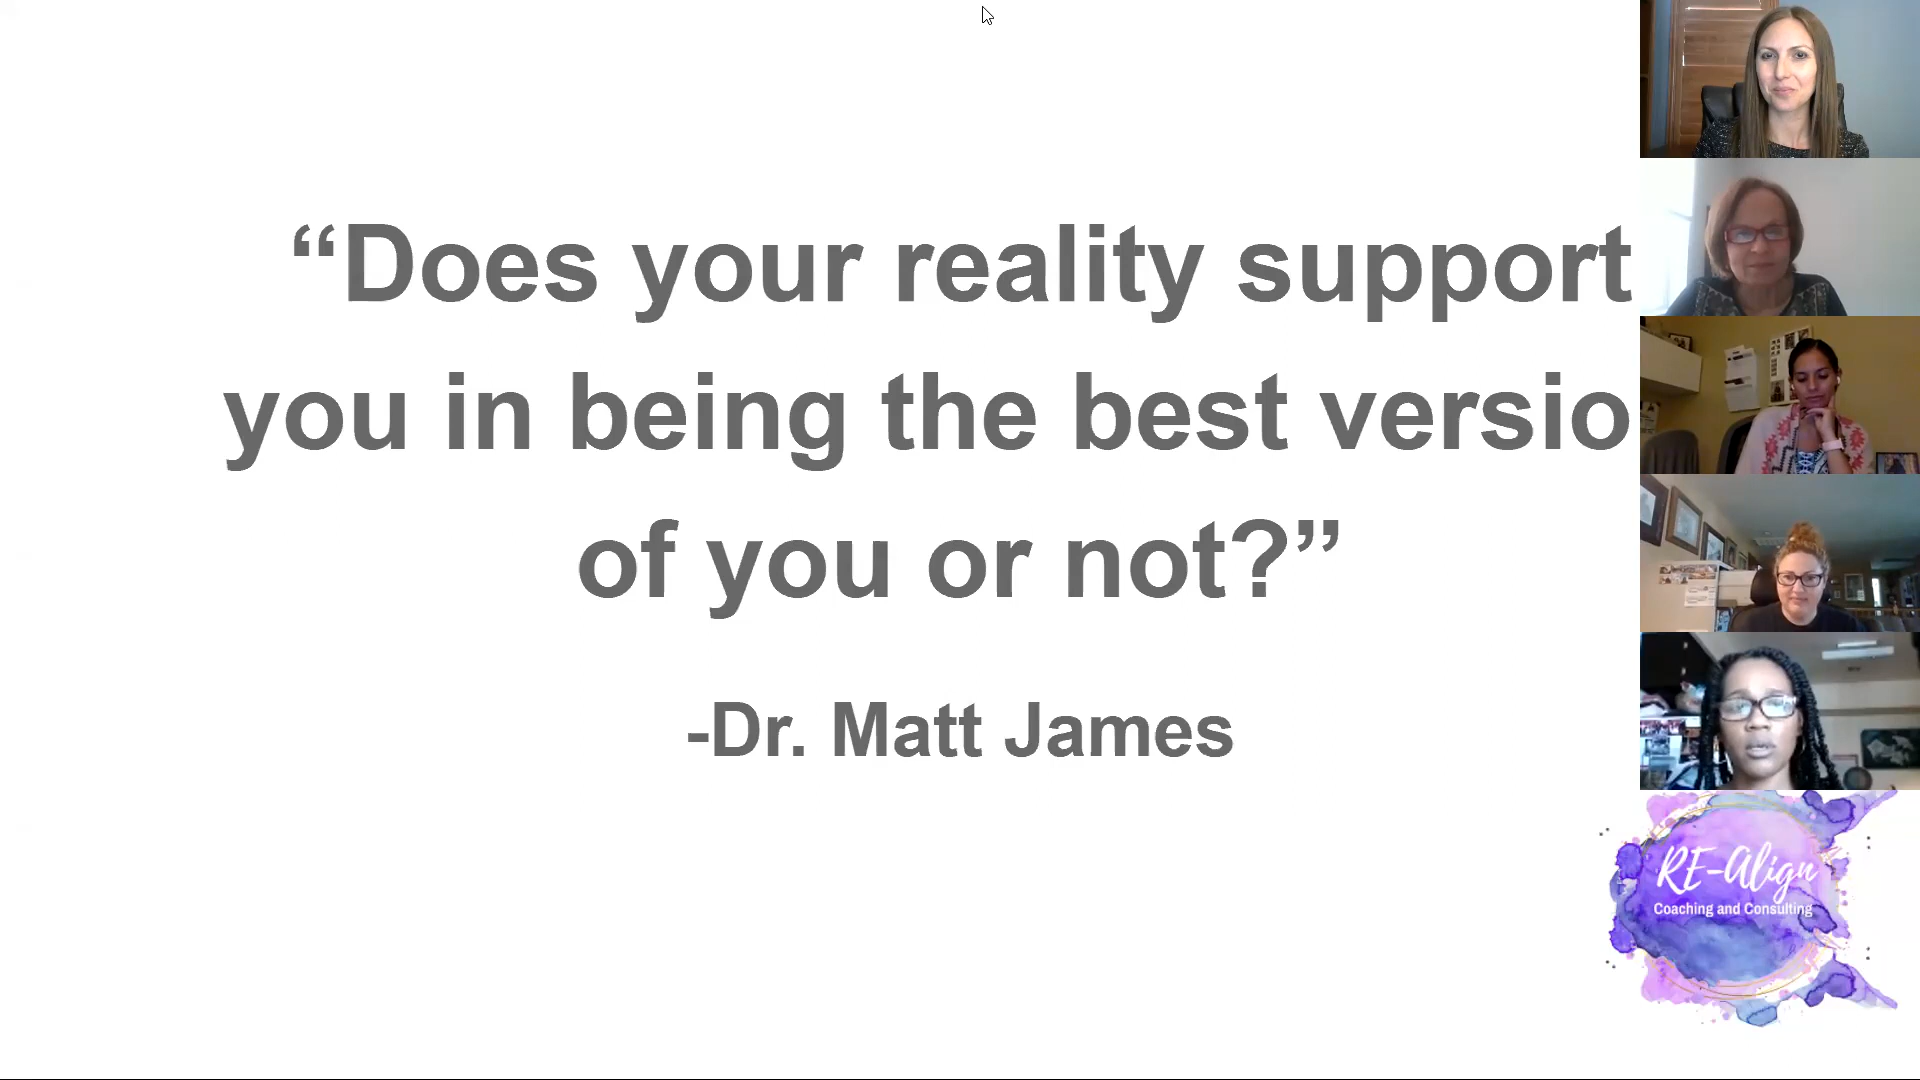 “Does your reality support
you in being the best versio
of you or not?”
-Dr. Matt James
RE-Align
Coaching and Consulting